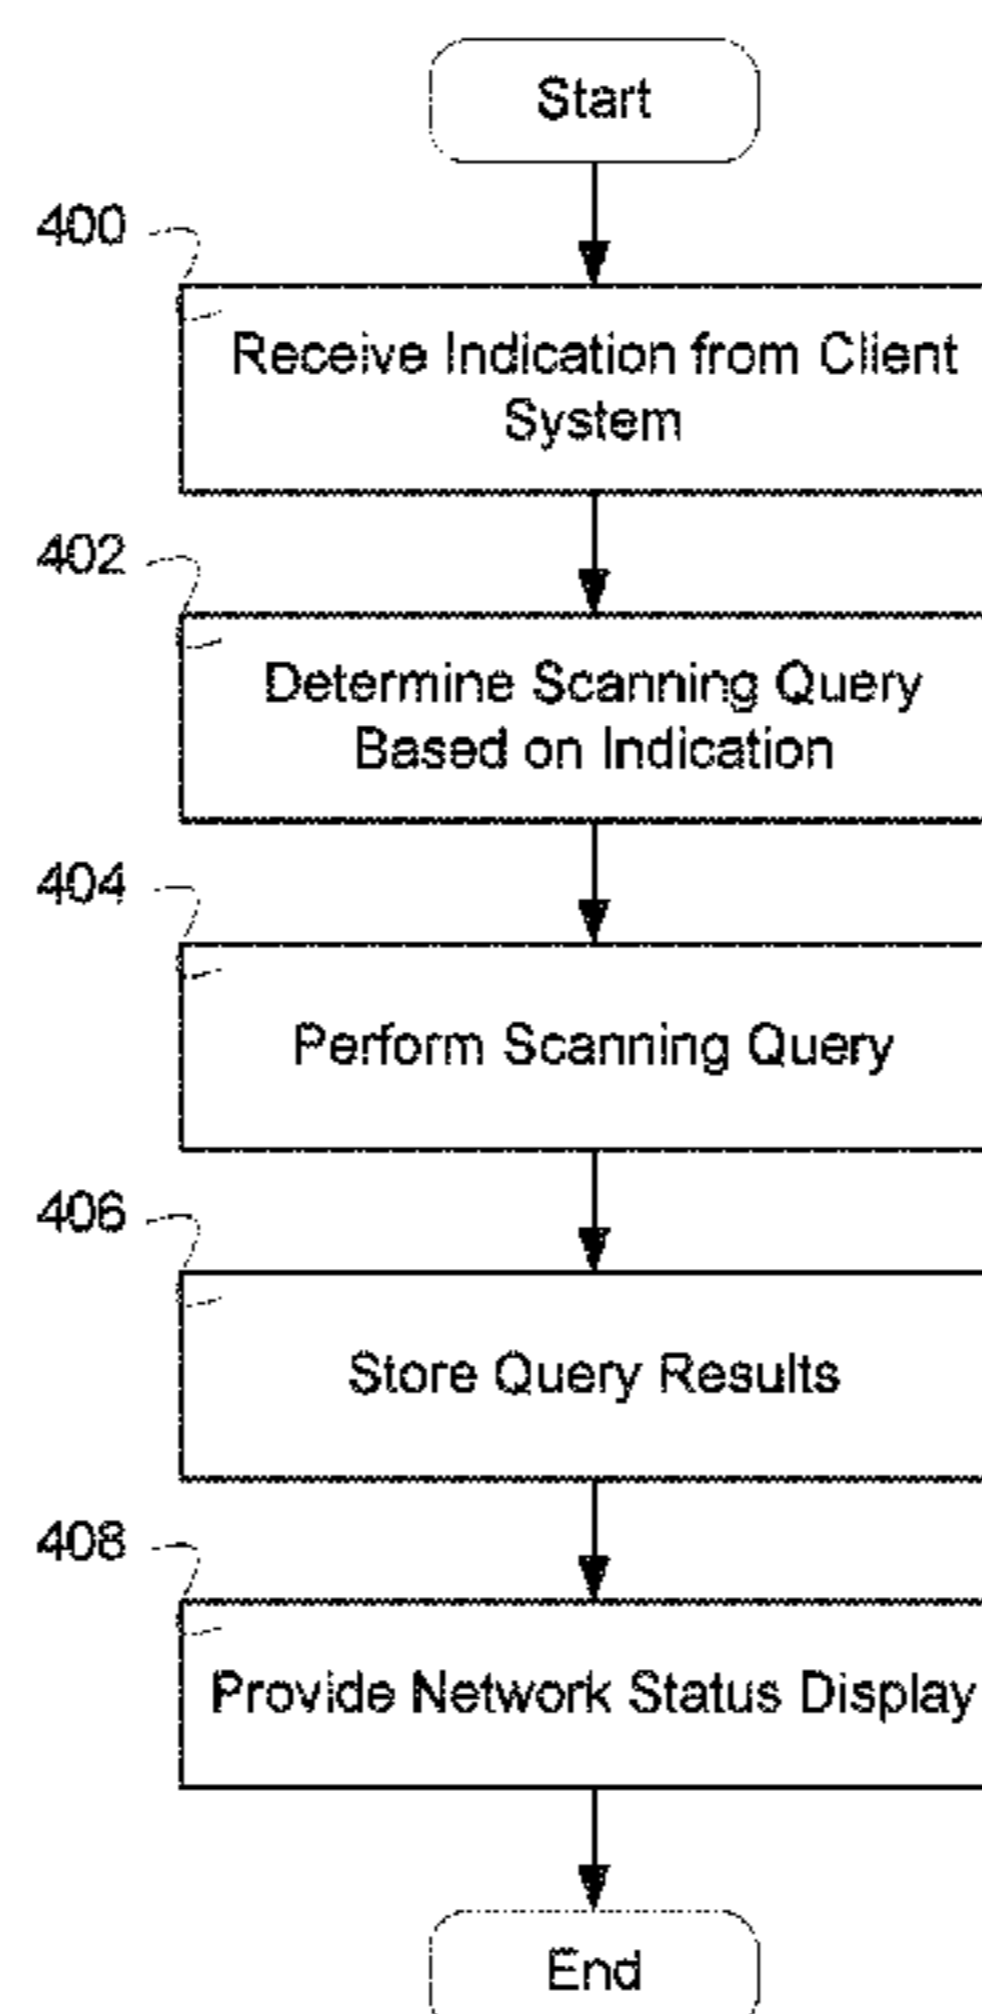 Start
400
Receive Indication from Client
System
402
Determine Scanning Query
Based on Indication
404
Perform Scanning Query
406
Store Query Results
408
Provide Network Status Display
End